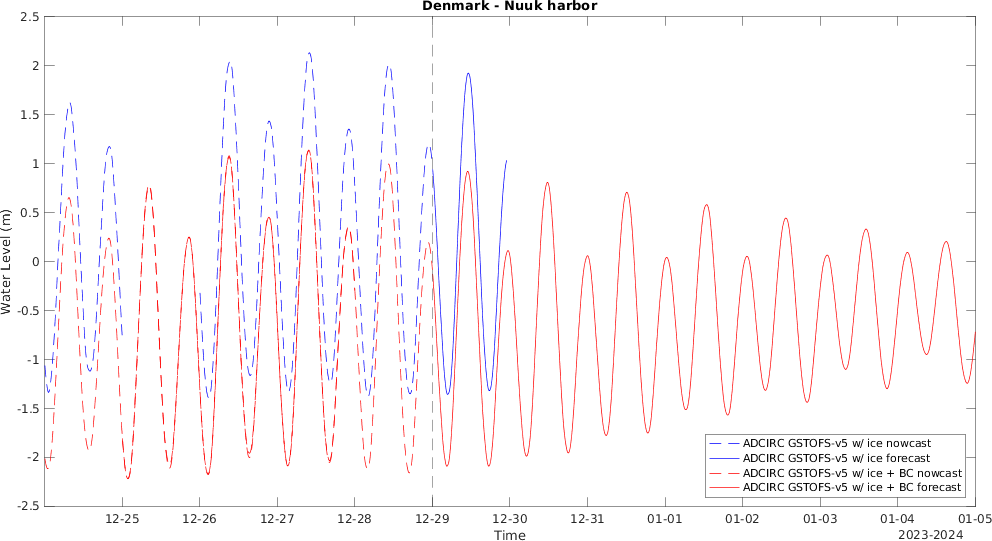 Denmark - Nuuk harbor
2.5
2
1.5
1
0.5
0
-0.5
-1
-1.5
-2
-2.5
Water Level (m)
ADCIRC GSTOFS-v5 w/ ice nowcast
ADCIRC GSTOFS-v5 w/ ice forecast
ADCIRC GSTOFS-v5 w/ ice + BC nowcast
ADCIRC GSTOFS-v5 w/ ice + BC forecast
12-25 12-26 12-27 12-28 12-29 12-30 12-31 01-01 01-02 01-03 01-04 01-05
Time
2023-2024